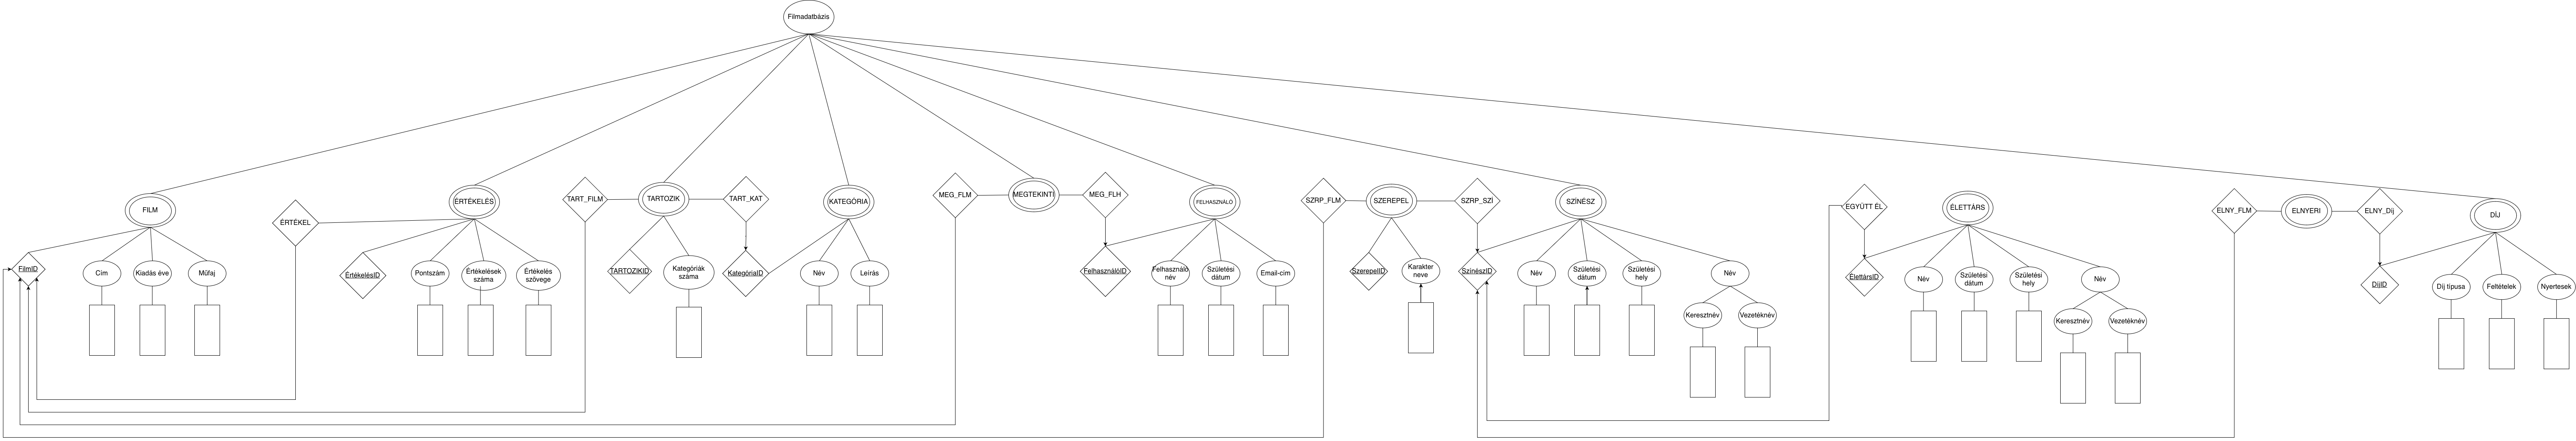 Filmadatbázis
FILM
ÉRTÉKEL
ÉRTÉKELÉS
TART_FILM
TARTOZIK
TART_KAT
KATEGÓRIA
MEG_FLM
MEGTEKINTI
MEG_FLH
FELHASZNÁLÓ
SZRP_FLM
SZEREPEL
SZRP_SZÍ
SZÍNÉSZ
EGYÜTT ÉL
ÉLETTÁRS
ELNY_FLM
ELNYERI
ELNY_Díj
DÍJ
FilmID
Cím
Kiadás éve
Műfaj
ÉrtékelésID
Pontszám
Értékelések
száma
Értékelés
szövege
TARTOZIKID
Kategóriák
száma
KategóriaID
Név
Leírás
FelhasználóID
Felhasználó
név
Születési
dátum
Email-cím
SzerepelID
Karakter
neve
SzínészID
Név
Születési
dátum
Születési
hely
Név
Keresztnév
Vezetéknév
ÉlettársID
Név
Születési
dátum
Születési
hely
Név
Keresztnév
Vezetéknév
DíjID
Díj típusa
Feltételek
Nyertesek